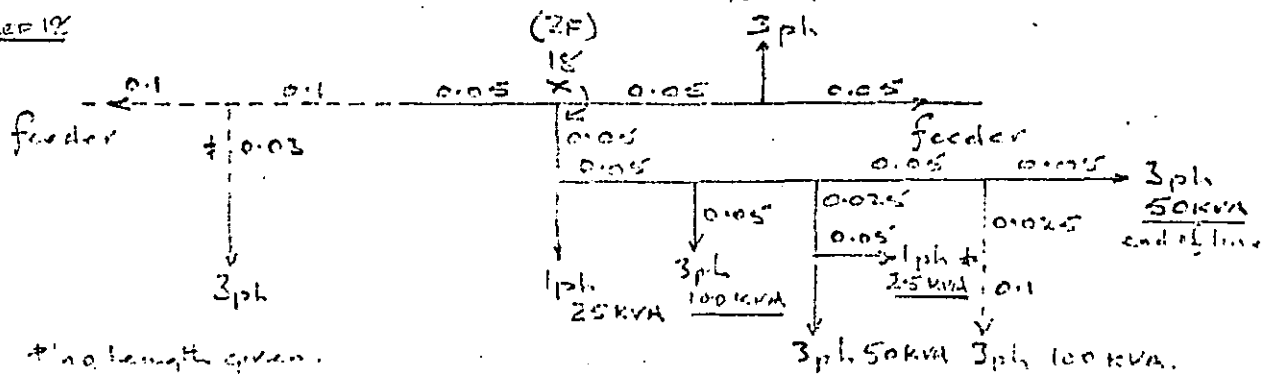 (2F)
18
3ph
0.1
0.1
0.05
0.05
0.05
feeder
feeder
0.03
0.05
0.05
0.05
3ph
50KVA
end of line
0.05
0.025
0.025
0.05
1ph
25KVA
0.1
3ph
1ph
25KVA
3ph
100KVA
3ph 50KVA
3ph 100KVA.
no length given.